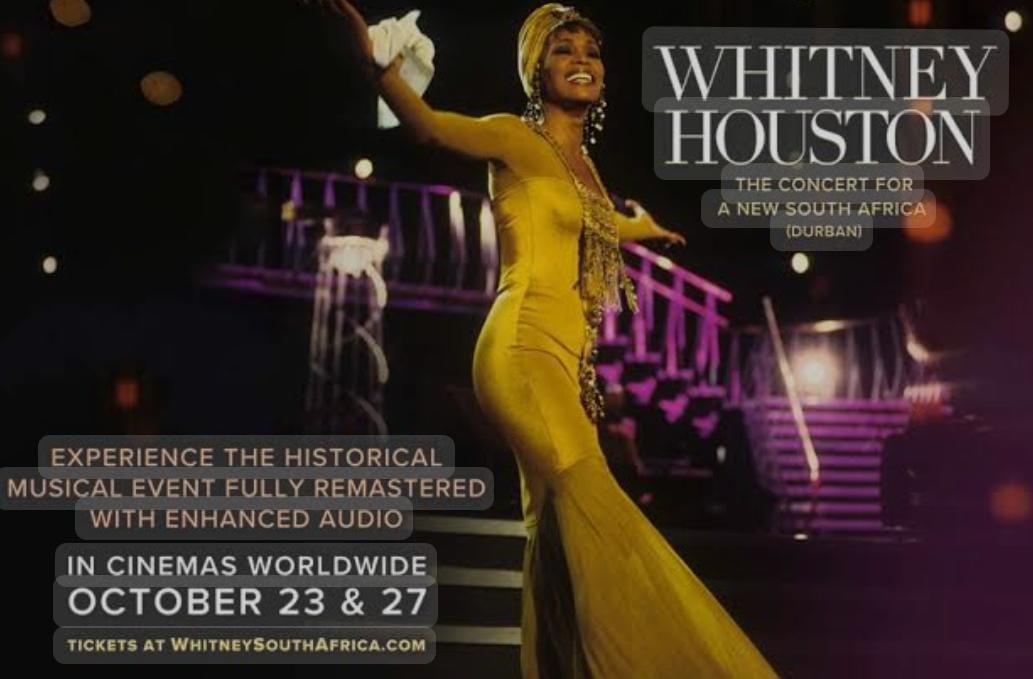 WHITNEY
HOUSTON
THE CONCERT FOR
A NEW SOUTH AFRICA
(DURBAN)
EXPERIENCE THE HISTORICAL
MUSICAL EVENT FULLY REMASTERED
WITH ENHANCED AUDIO
IN CINEMAS WORLDWIDE
OCTOBER 23 & 27
TICKETS AT WHITNEYSOUTHAFRICA.COM